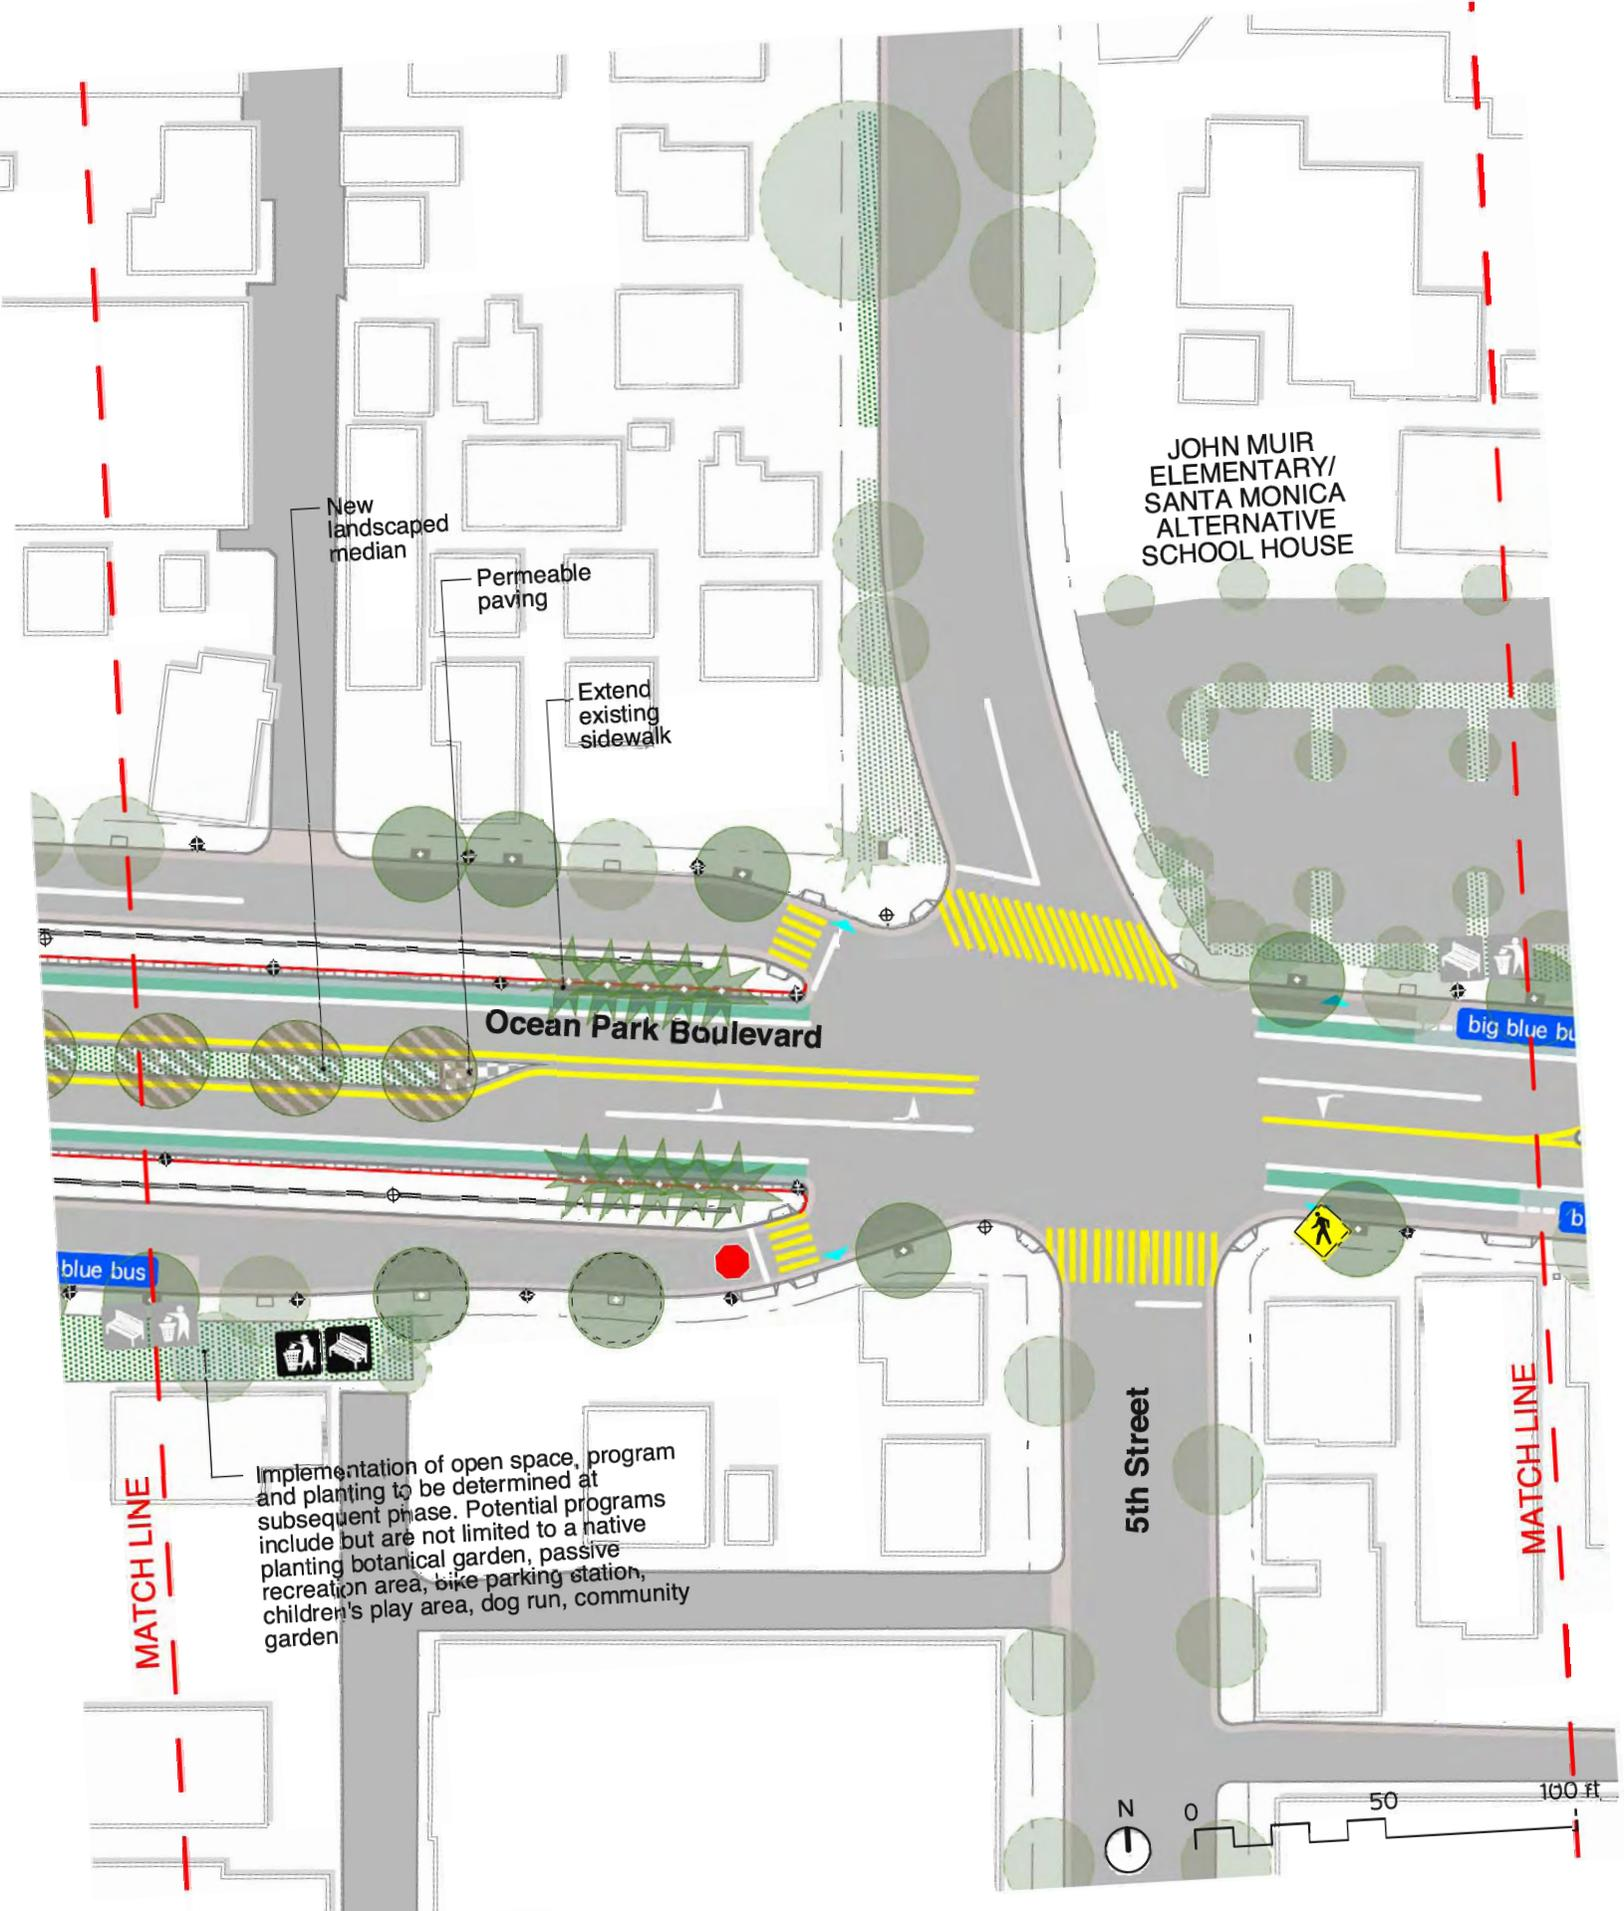 JOHN MUIR
ELEMENTARY/
SANTA MONICA
ALTERNATIVE
SCHOOL HOUSE
New
landscaped
median
Permeable
paving
Extend
existing
sidewalk
Ocean Park Boulevard
big blue bu
b
blue bus
Implementation of open space, program
and planting to be determined at
subsequent phase. Potential programs
include but are not limited to a native
planting botanical garden, passive
recreation area, bike parking station,
children's play area, dog run, community
garden
5th Street
MATCH LINE
MATCH LINE
N
0
50
100 ft